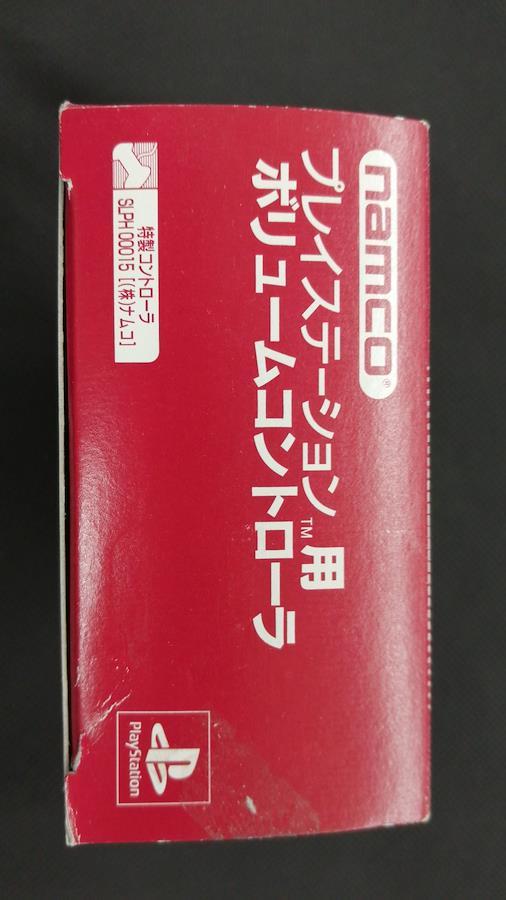 namco®
プレイステーション™用
ボリュームコントローラ
特製コントローラ
SLPH 00015 [(株)ナムコ]
PlayStation